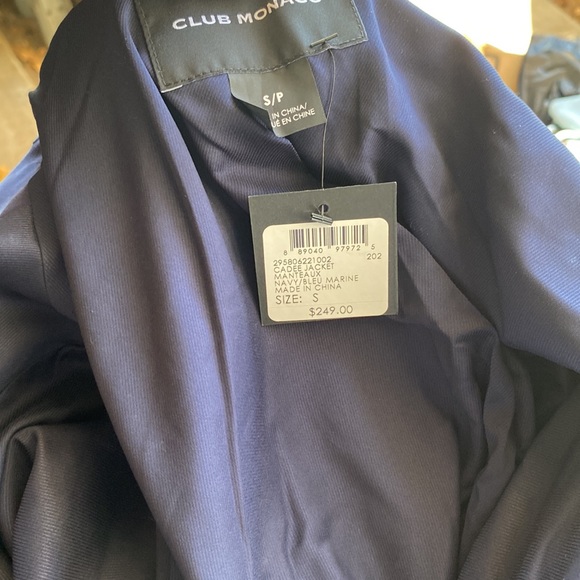 CLUB MONACO
S/P
IN CHINA/
EN CHINE
8 89040 97972 5
295806221002 202
CADEE JACKET
MANTEAUX
NAVY/BLEU MARINE
MADE IN CHINA
SIZE: S
$249.00